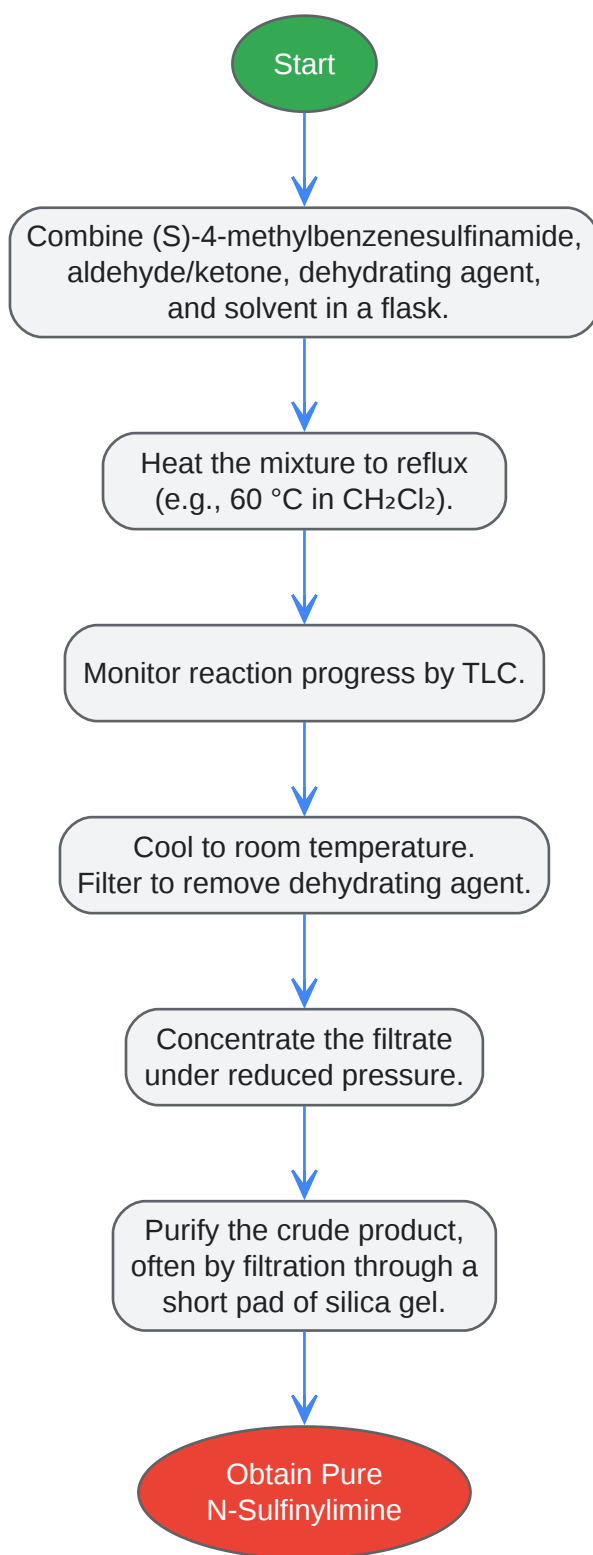 Start
Combine (S)-4-methylbenzenesulfinamide,
aldehyde/ketone, dehydrating agent,
and solvent in a flask.
Heat the mixture to reflux
(e.g., 60 °C in CH₂Cl₂).
Monitor reaction progress by TLC.
Cool to room temperature.
Filter to remove dehydrating agent.
Concentrate the filtrate
under reduced pressure.
Purify the crude product,
often by filtration through a
short pad of silica gel.
Obtain Pure
N-Sulfinylimine